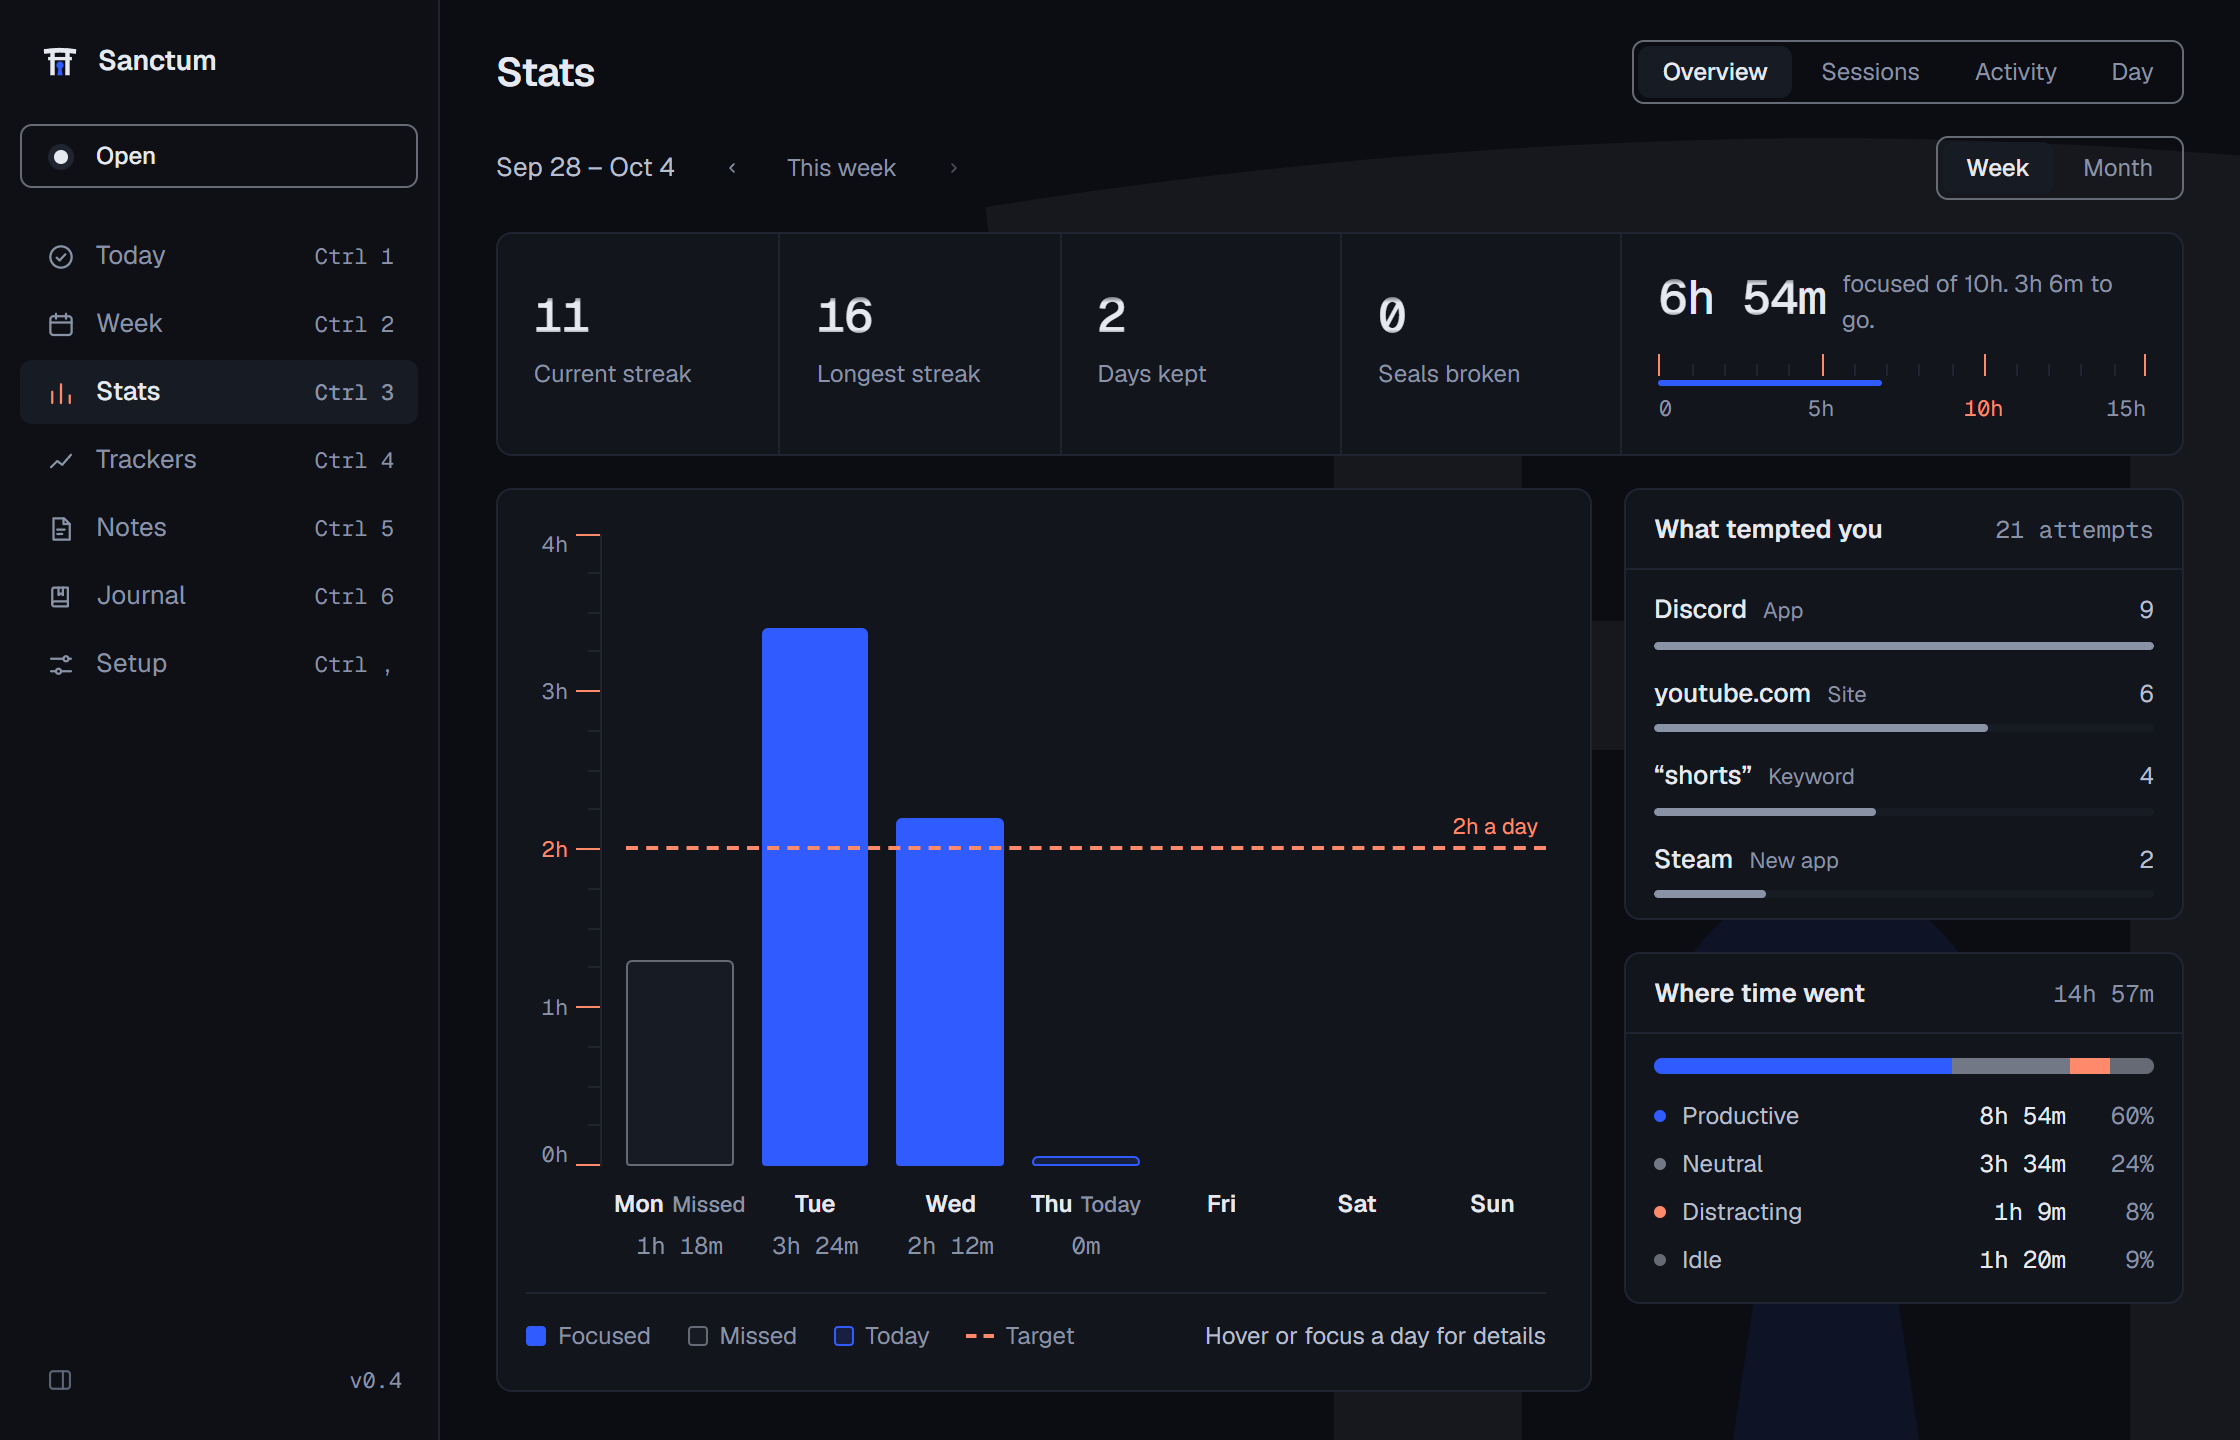 Sanctum
Open
Today Ctrl 1
Week Ctrl 2
Stats Ctrl 3
Trackers Ctrl 4
Notes Ctrl 5
Journal Ctrl 6
Setup Ctrl ,
v0.4
Stats
Overview Sessions Activity Day
Sep 28 – Oct 4 ‹ This week ›
Week Month
11
Current streak
16
Longest streak
2
Days kept
0
Seals broken
6h 54m focused of 10h. 3h 6m to
go.
0 5h 10h 15h
4h
3h
2h
1h
0h
2h a day
Mon Missed Tue Wed Thu Today Fri Sat Sun
1h 18m 3h 24m 2h 12m 0m
Focused Missed Today Target Hover or focus a day for details
What tempted you 21 attempts
Discord App 9
youtube.com Site 6
“shorts” Keyword 4
Steam New app 2
Where time went 14h 57m
Productive 8h 54m 60%
Neutral 3h 34m 24%
Distracting 1h 9m 8%
Idle 1h 20m 9%